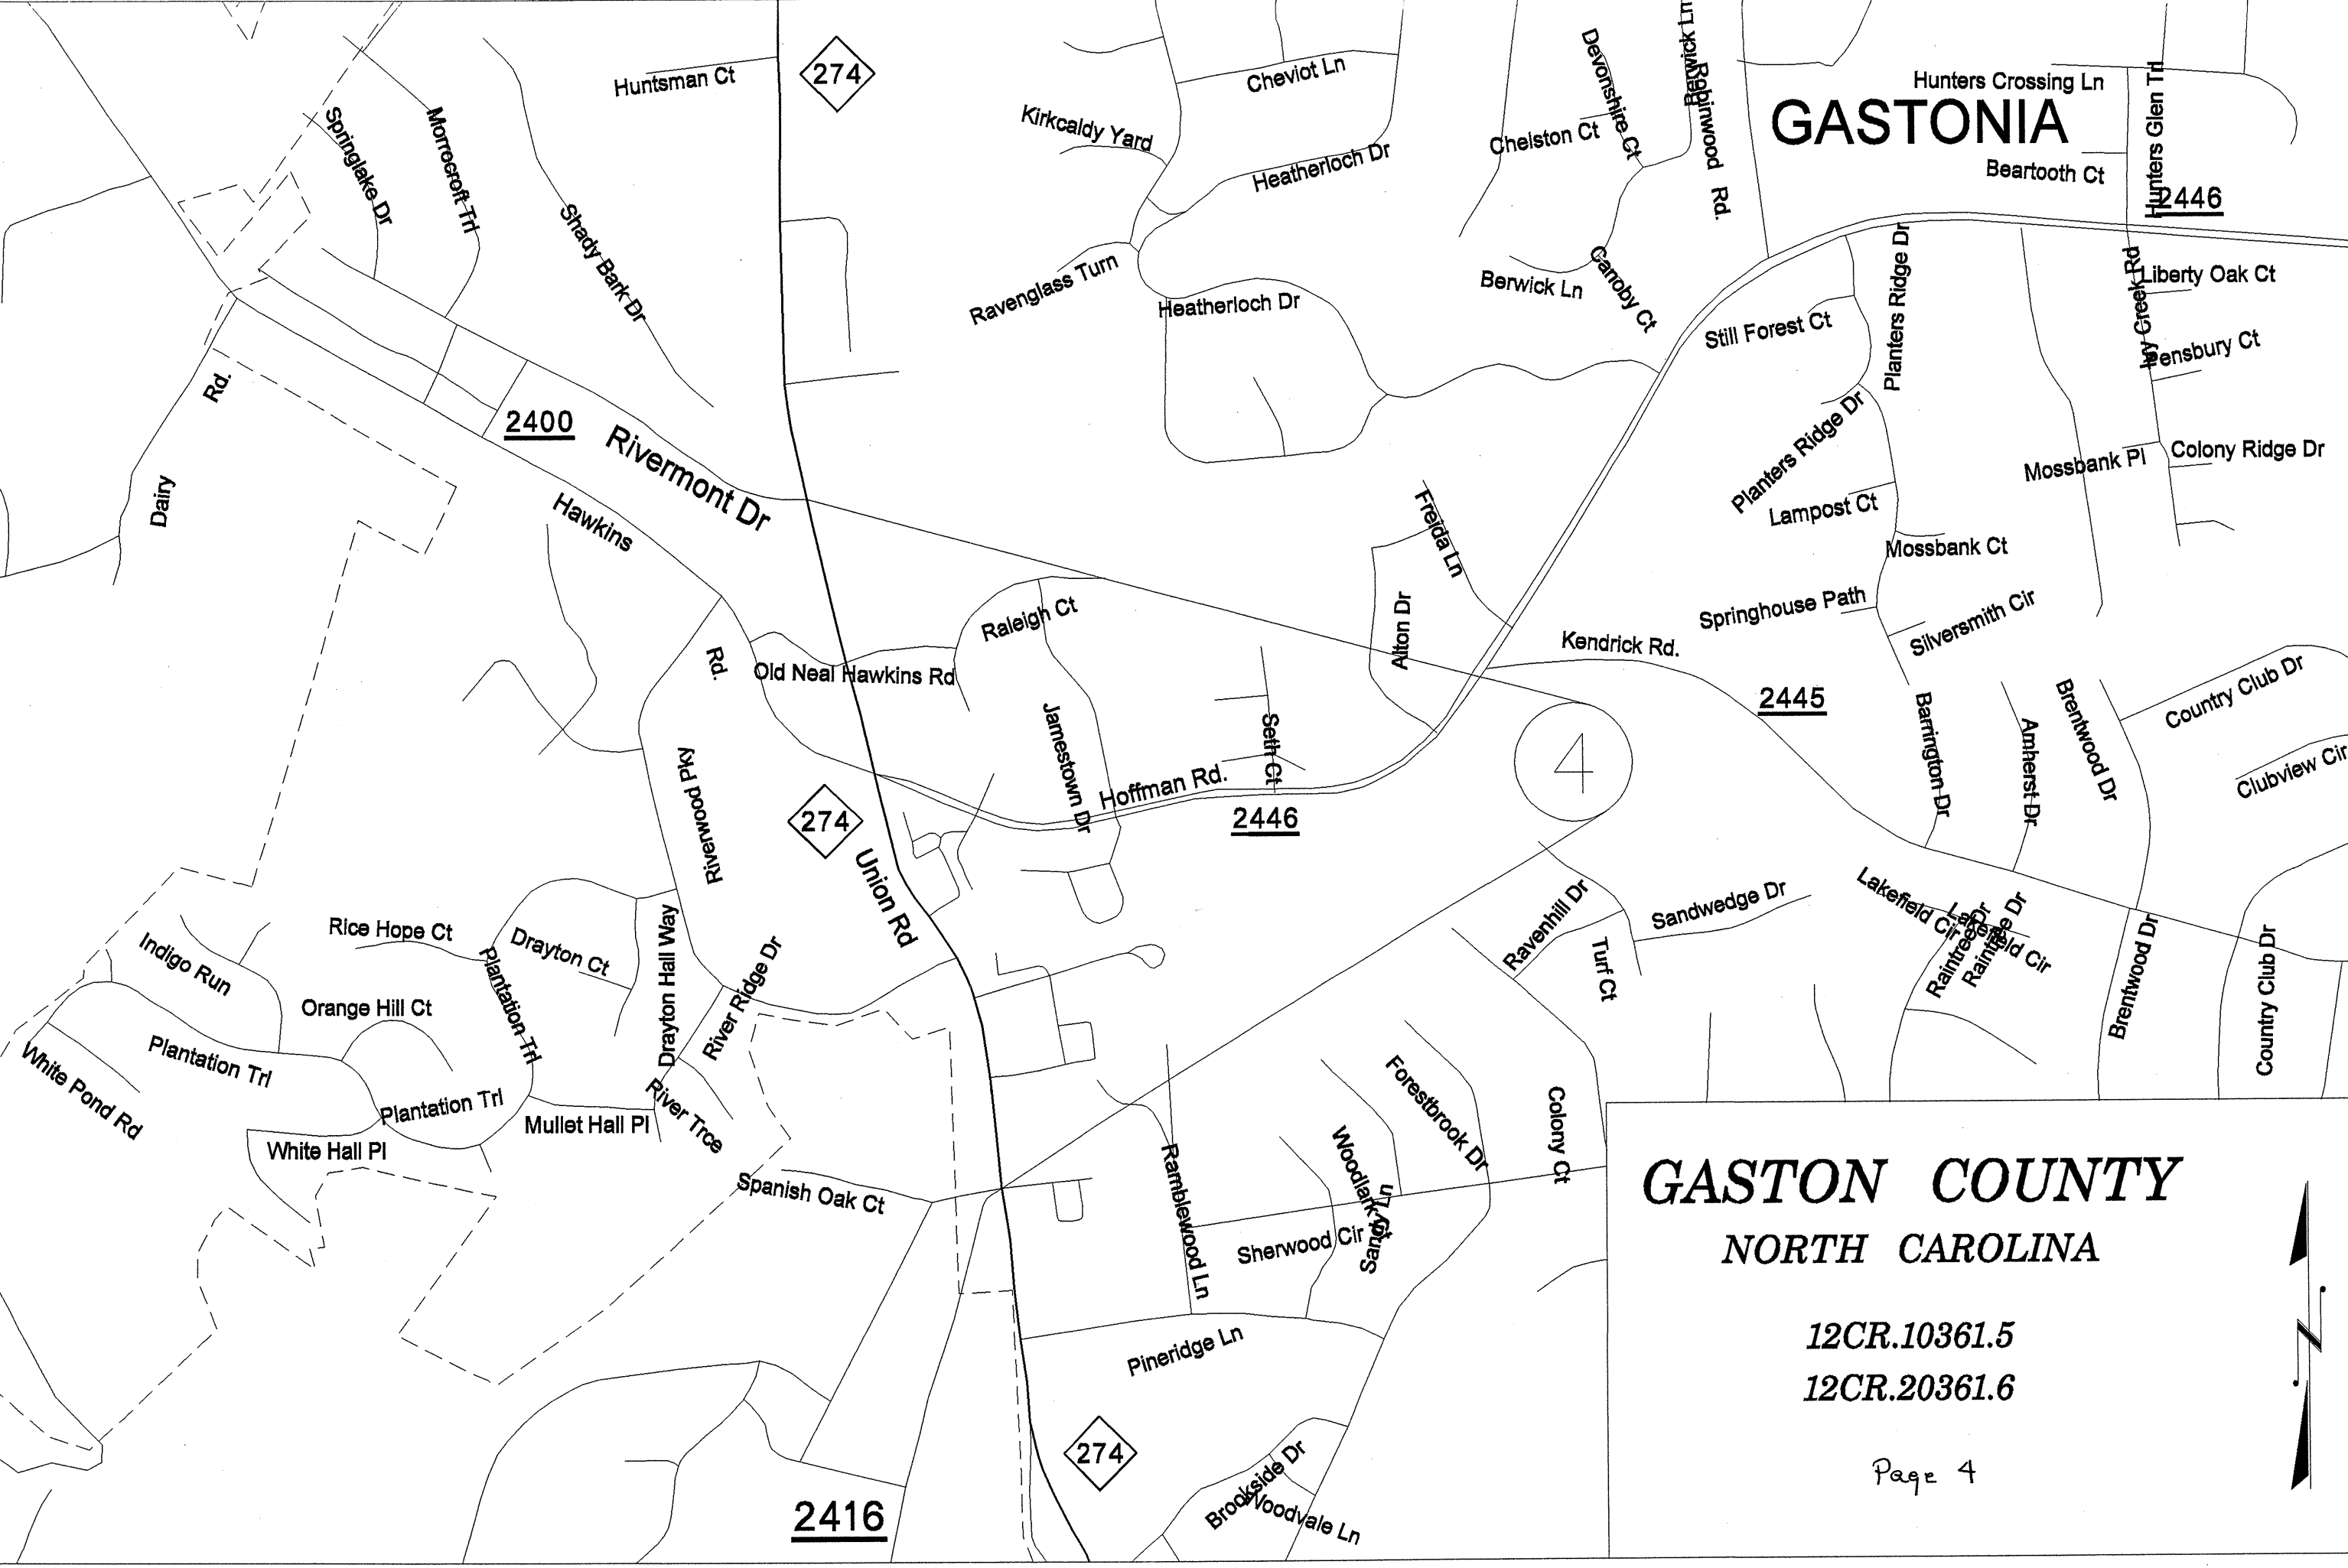 Huntsman Ct
274
Cheviot Ln
Kirkcaldy Yard
Heatherloch Dr
Devonshire Ct
Berwick Ln
Robinwood Rd.
Chelston Ct
Hunters Crossing Ln
GASTONIA
Hunters Glen Trl
Beartooth Ct
2446
Springlake Dr
Morrocroft Trl
Shady Bark Dr
Ravenglass Turn
Heatherloch Dr
Berwick Ln
Canoby Ct
Still Forest Ct
Planters Ridge Dr
Ivy Creek Rd
Liberty Oak Ct
Pensbury Ct
Dairy Rd.
2400
Rivermont Dr
Hawkins Rd.
Planters Ridge Dr
Lampost Ct
Mossbank Pl
Colony Ridge Dr
Mossbank Ct
Freida Ln
Alton Dr
Raleigh Ct
Old Neal Hawkins Rd
Kendrick Rd.
2445
Springhouse Path
Silversmith Cir
Country Club Dr
Clubview Cir
Barrington Dr
Amherst Dr
Brentwood Dr
Jamestown Dr
Seth Ct
Hoffman Rd.
2446
4
Riverwood Pky
274
Union Rd
Rice Hope Ct
Indigo Run
Drayton Ct
Drayton Hall Way
River Ridge Dr
Orange Hill Ct
Plantation Trl
Plantation Trl
White Pond Rd
Plantation Trl
White Hall Pl
Mullet Hall Pl
River Trce
Spanish Oak Ct
Ravenhill Dr
Turf Ct
Sandwedge Dr
Lakefield Cir
Lakefield Cir
Raintree Dr
Raintree Dr
Brentwood Dr
Country Club Dr
Forestbrook Dr
Colony Ct
Woodlark Ct
Sandy Ln
Ramblewood Ln
Sherwood Cir
Pineridge Ln
274
Brookside Dr
Woodvale Ln
2416
GASTON COUNTY
NORTH CAROLINA
12CR.10361.5
12CR.20361.6
Page 4
N